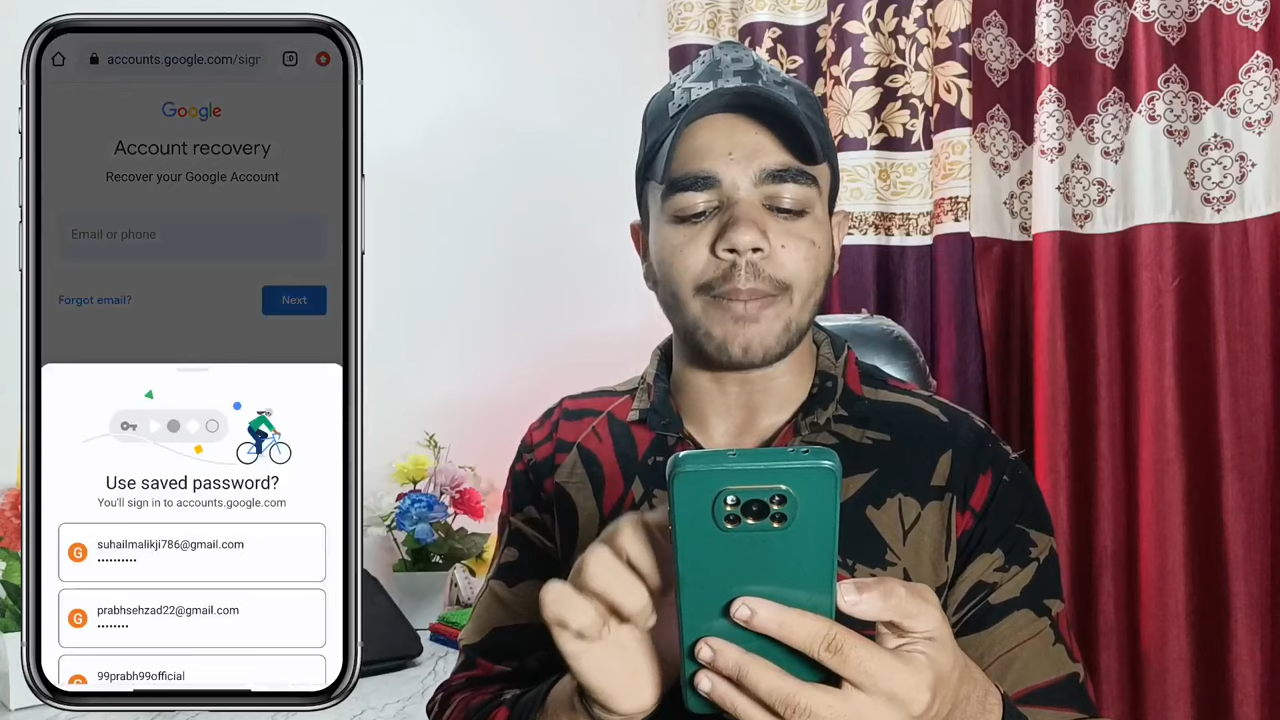 accounts.google.com/sigr
:D
Google
Account recovery
Recover your Google Account
Email or phone
Forgot email?
Next
Use saved password?
You'll sign in to accounts.google.com
G
suhailmalikji786@gmail.com
••••••••••
G
prabhsehzad22@gmail.com
••••••••
G
99prabh99official